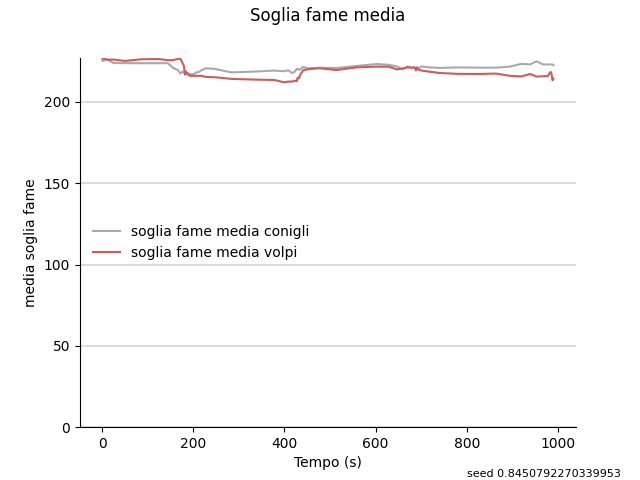 Soglia fame media
media soglia fame
200
150
100
50
0
soglia fame media conigli
soglia fame media volpi
0 200 400 600 800 1000
Tempo (s)
seed 0.8450792270339953